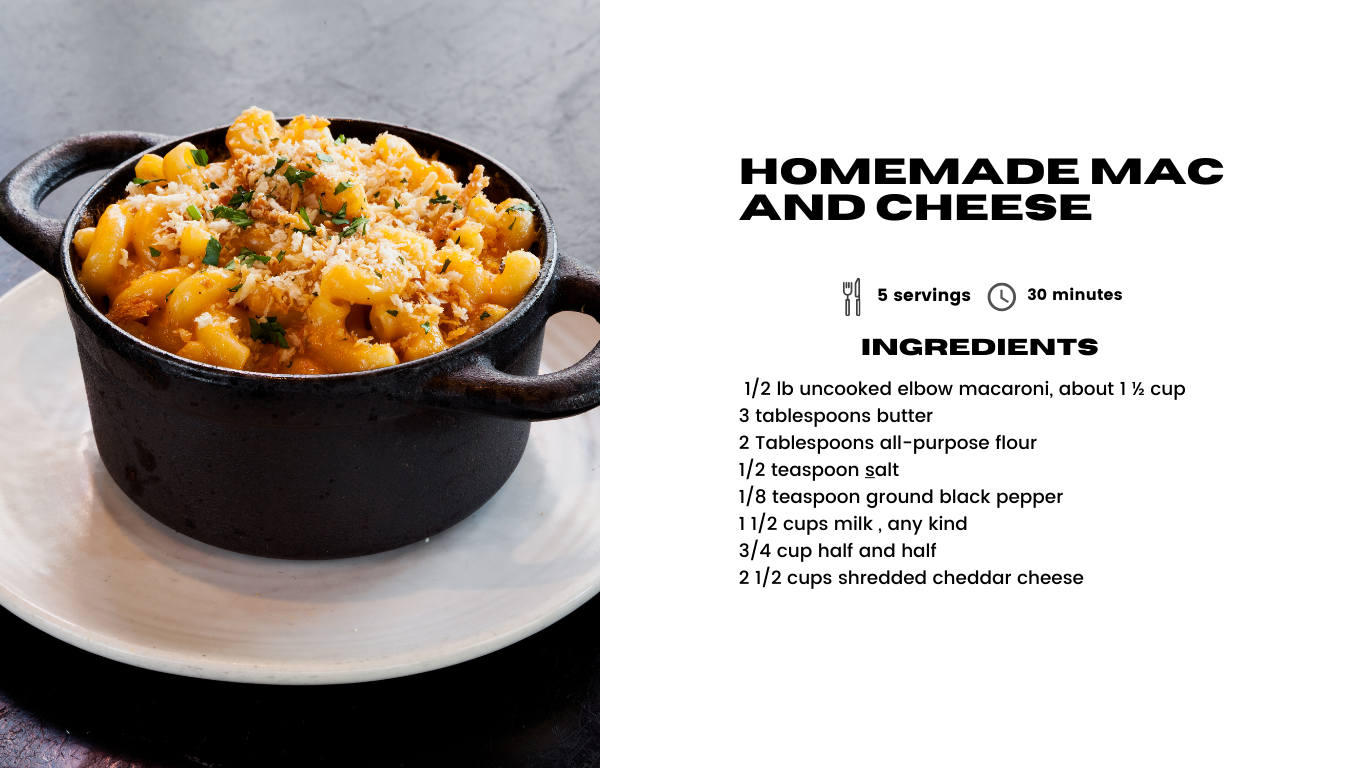 HOMEMADE MAC
AND CHEESE
5 servings 30 minutes
INGREDIENTS
1/2 lb uncooked elbow macaroni, about 1 ½ cup
3 tablespoons butter
2 Tablespoons all-purpose flour
1/2 teaspoon salt
1/8 teaspoon ground black pepper
1 1/2 cups milk , any kind
3/4 cup half and half
2 1/2 cups shredded cheddar cheese